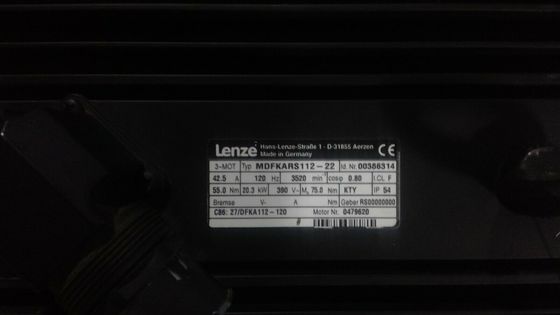 Lenze Hans-Lenze-Straße 1 - D-31855 Aerzen
Made in Germany CE
3~MOT Typ MDFKARS112-22 Id. Nr. 00386314
42.5 A 120 Hz 3520 min⁻¹ cosφ 0.80 I.CL F
55.0 Nm 20.3 kW 390 V~ M₀ 75.0 Nm KTY IP 54
Bremse V- A Nm Geber RS00000000
C86: 27/DFKA112-120 Motor Nr. 0479620
#